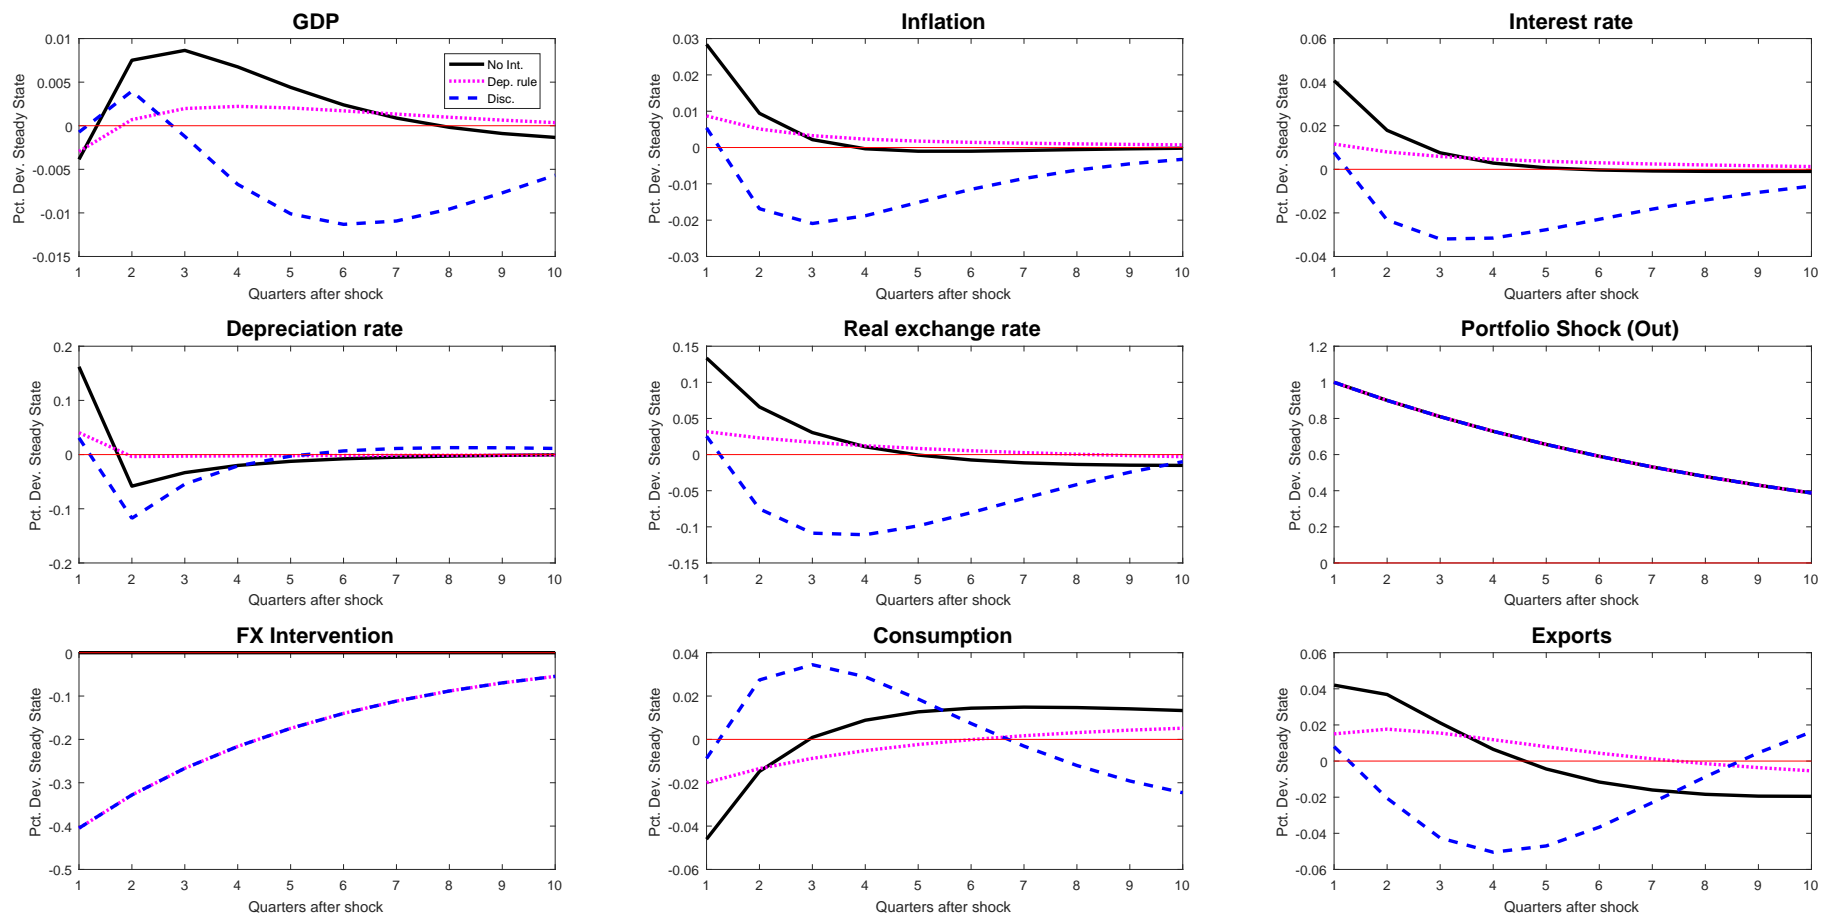 GDP
Pct. Dev. Steady State
0.01
0.005
0
-0.005
-0.01
-0.015
No Int.
Dep. rule
Disc.
1 2 3 4 5 6 7 8 9 10
Quarters after shock
Inflation
Pct. Dev. Steady State
0.03
0.02
0.01
0
-0.01
-0.02
-0.03
1 2 3 4 5 6 7 8 9 10
Quarters after shock
Interest rate
Pct. Dev. Steady State
0.06
0.04
0.02
0
-0.02
-0.04
1 2 3 4 5 6 7 8 9 10
Quarters after shock
Depreciation rate
Pct. Dev. Steady State
0.2
0.1
0
-0.1
-0.2
1 2 3 4 5 6 7 8 9 10
Quarters after shock
Real exchange rate
Pct. Dev. Steady State
0.15
0.1
0.05
0
-0.05
-0.1
-0.15
1 2 3 4 5 6 7 8 9 10
Quarters after shock
Portfolio Shock (Out)
Pct. Dev. Steady State
1.2
1
0.8
0.6
0.4
0.2
0
1 2 3 4 5 6 7 8 9 10
Quarters after shock
FX Intervention
Pct. Dev. Steady State
0
-0.1
-0.2
-0.3
-0.4
-0.5
1 2 3 4 5 6 7 8 9 10
Quarters after shock
Consumption
Pct. Dev. Steady State
0.04
0.02
0
-0.02
-0.04
-0.06
1 2 3 4 5 6 7 8 9 10
Quarters after shock
Exports
Pct. Dev. Steady State
0.06
0.04
0.02
0
-0.02
-0.04
-0.06
1 2 3 4 5 6 7 8 9 10
Quarters after shock